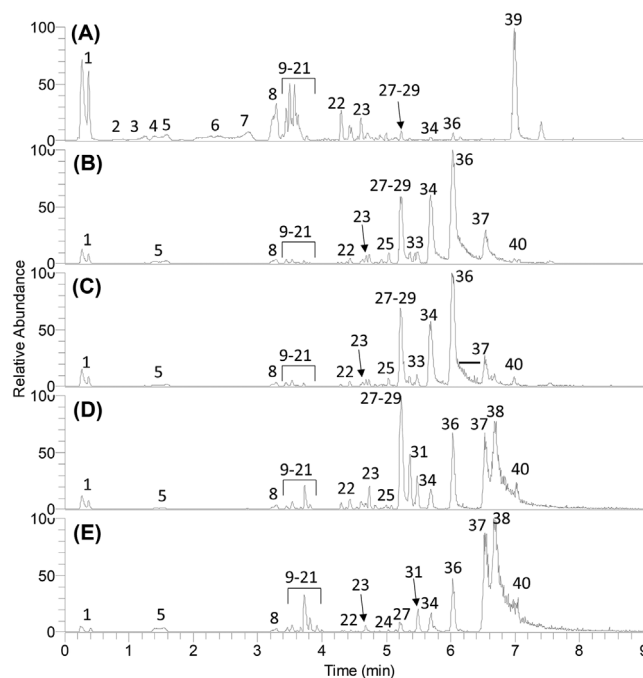 (A) 100 50 0 1 2 3 4 5 6 7 8 9-21 22 23 27-29 34 36 39
(B) 100 50 0 1 5 8 9-21 22 23 25 27-29 33 34 36 37 40
(C) 100 50 0 1 5 8 9-21 22 23 25 27-29 33 34 36 37 40
(D) 100 50 0 1 5 8 9-21 22 23 25 27-29 31 34 36 37 38 40
(E) 100 50 0 1 5 8 9-21 22 23 24 27 31 34 36 37 38 40
Relative Abundance
0 1 2 3 4 5 6 7 8 9
Time (min)